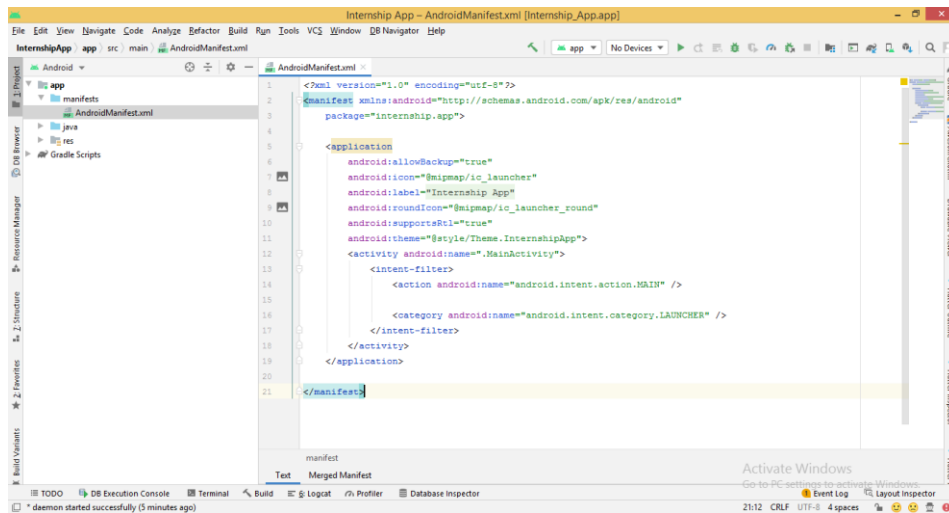 Internship App – AndroidManifest.xml [Internship_App.app]
File Edit View Navigate Code Analyze Refactor Build Run Tools VCS Window DB Navigator Help
InternshipApp app src main AndroidManifest.xml
app No Devices
Android
AndroidManifest.xml
1: Project
DB Browser
Resource Manager
Z: Structure
2: Favorites
Build Variants
app
manifests
AndroidManifest.xml
java
res
Gradle Scripts
1 <?xml version="1.0" encoding="utf-8"?>
2 <manifest xmlns:android="http://schemas.android.com/apk/res/android"
3 package="internship.app">
4
5 <application
6 android:allowBackup="true"
7 android:icon="@mipmap/ic_launcher"
8 android:label="Internship App"
9 android:roundIcon="@mipmap/ic_launcher_round"
10 android:supportsRtl="true"
11 android:theme="@style/Theme.InternshipApp">
12 <activity android:name=".MainActivity">
13 <intent-filter>
14 <action android:name="android.intent.action.MAIN" />
15
16 <category android:name="android.intent.category.LAUNCHER" />
17 </intent-filter>
18 </activity>
19 </application>
20
21 </manifest>
manifest
Text Merged Manifest
Activate Windows
Go to PC settings to activate Windows.
TODO DB Execution Console Terminal Build 6: Logcat Profiler Database Inspector
1 Event Log Layout Inspector
* daemon started successfully (5 minutes ago)
21:12 CRLF UTF-8 4 spaces